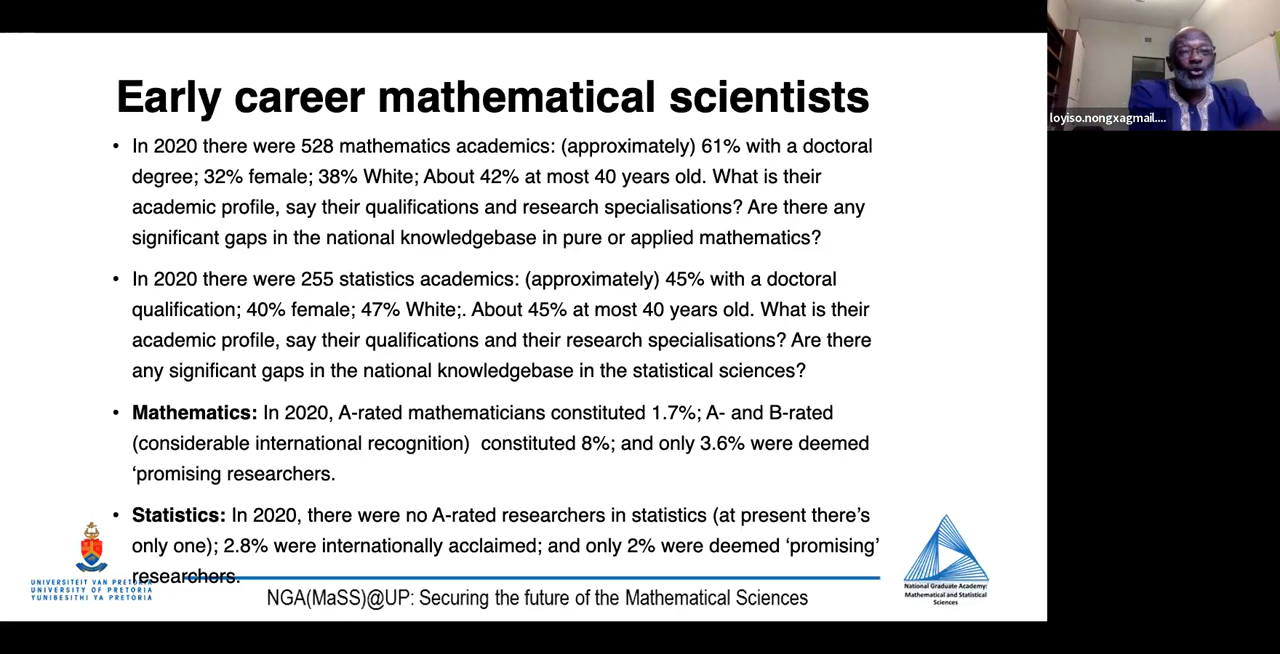 Early career mathematical scientists
• In 2020 there were 528 mathematics academics: (approximately) 61% with a doctoral
degree; 32% female; 38% White; About 42% at most 40 years old. What is their
academic profile, say their qualifications and research specialisations? Are there any
significant gaps in the national knowledgebase in pure or applied mathematics?
• In 2020 there were 255 statistics academics: (approximately) 45% with a doctoral
qualification; 40% female; 47% White;. About 45% at most 40 years old. What is their
academic profile, say their qualifications and their research specialisations? Are there
any significant gaps in the national knowledgebase in the statistical sciences?
• Mathematics: In 2020, A-rated mathematicians constituted 1.7%; A- and B-rated
(considerable international recognition)  constituted 8%; and only 3.6% were deemed
‘promising researchers.
• Statistics: In 2020, there were no A-rated researchers in statistics (at present there’s
only one); 2.8% were internationally acclaimed; and only 2% were deemed ‘promising’
researchers.
UNIVERSITEIT VAN PRETORIA
UNIVERSITY OF PRETORIA
YUNIBESITHI YA PRETORIA
NGA(MaSS)@UP: Securing the future of the Mathematical Sciences
National Graduate Academy:
Mathematical and Statistical
Sciences
loyiso.nongxagmail....